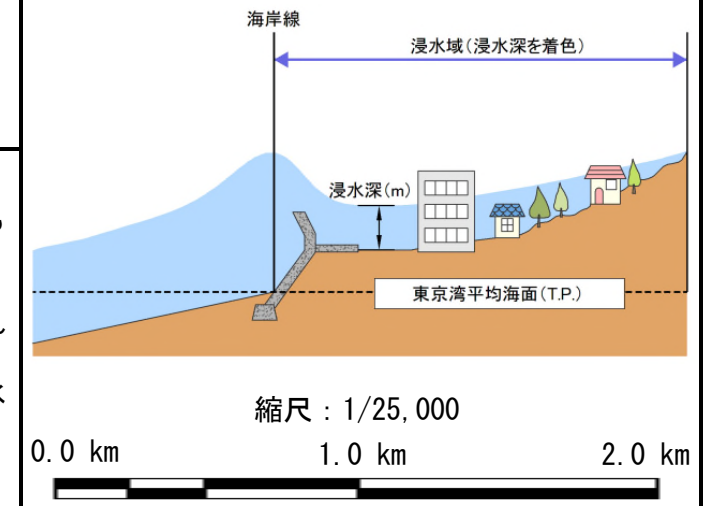 海岸線
浸水域(浸水深を着色)
浸水深(m)
東京湾平均海面(T.P.)
縮尺：1/25,000
0.0 km 1.0 km 2.0 km